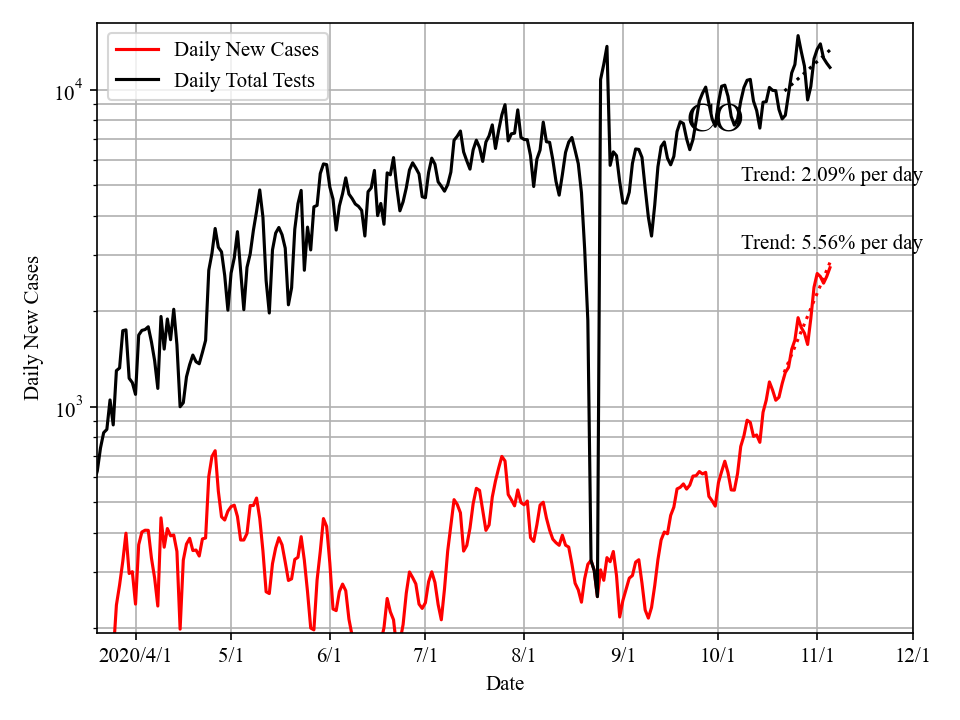 Daily New Cases
Daily Total Tests
10^4
CO
Trend: 2.09% per day
Trend: 5.56% per day
10^3
Daily New Cases
2020/4/1 5/1 6/1 7/1 8/1 9/1 10/1 11/1 12/1
Date